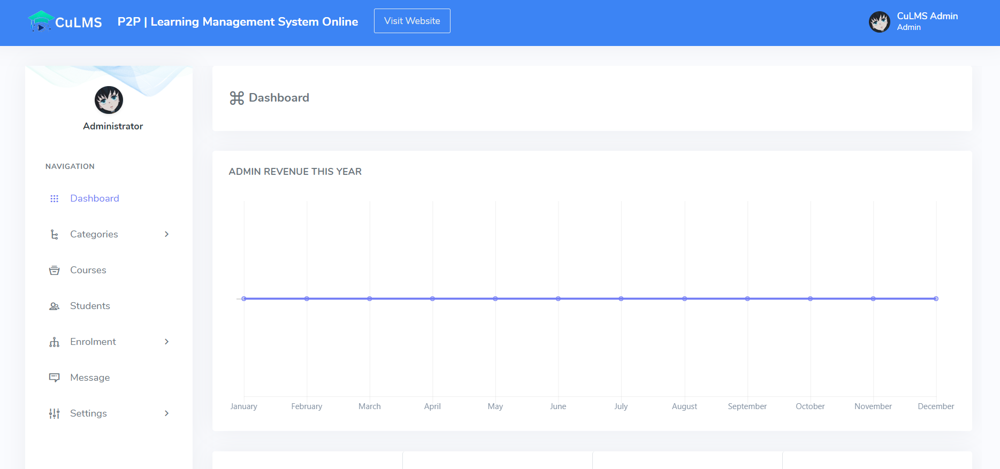 CuLMS
P2P | Learning Management System Online
Visit Website
CuLMS Admin
Admin
Administrator
NAVIGATION
Dashboard
Categories
Courses
Students
Enrolment
Message
Settings
Dashboard
ADMIN REVENUE THIS YEAR
January February March April May June July August September October November December